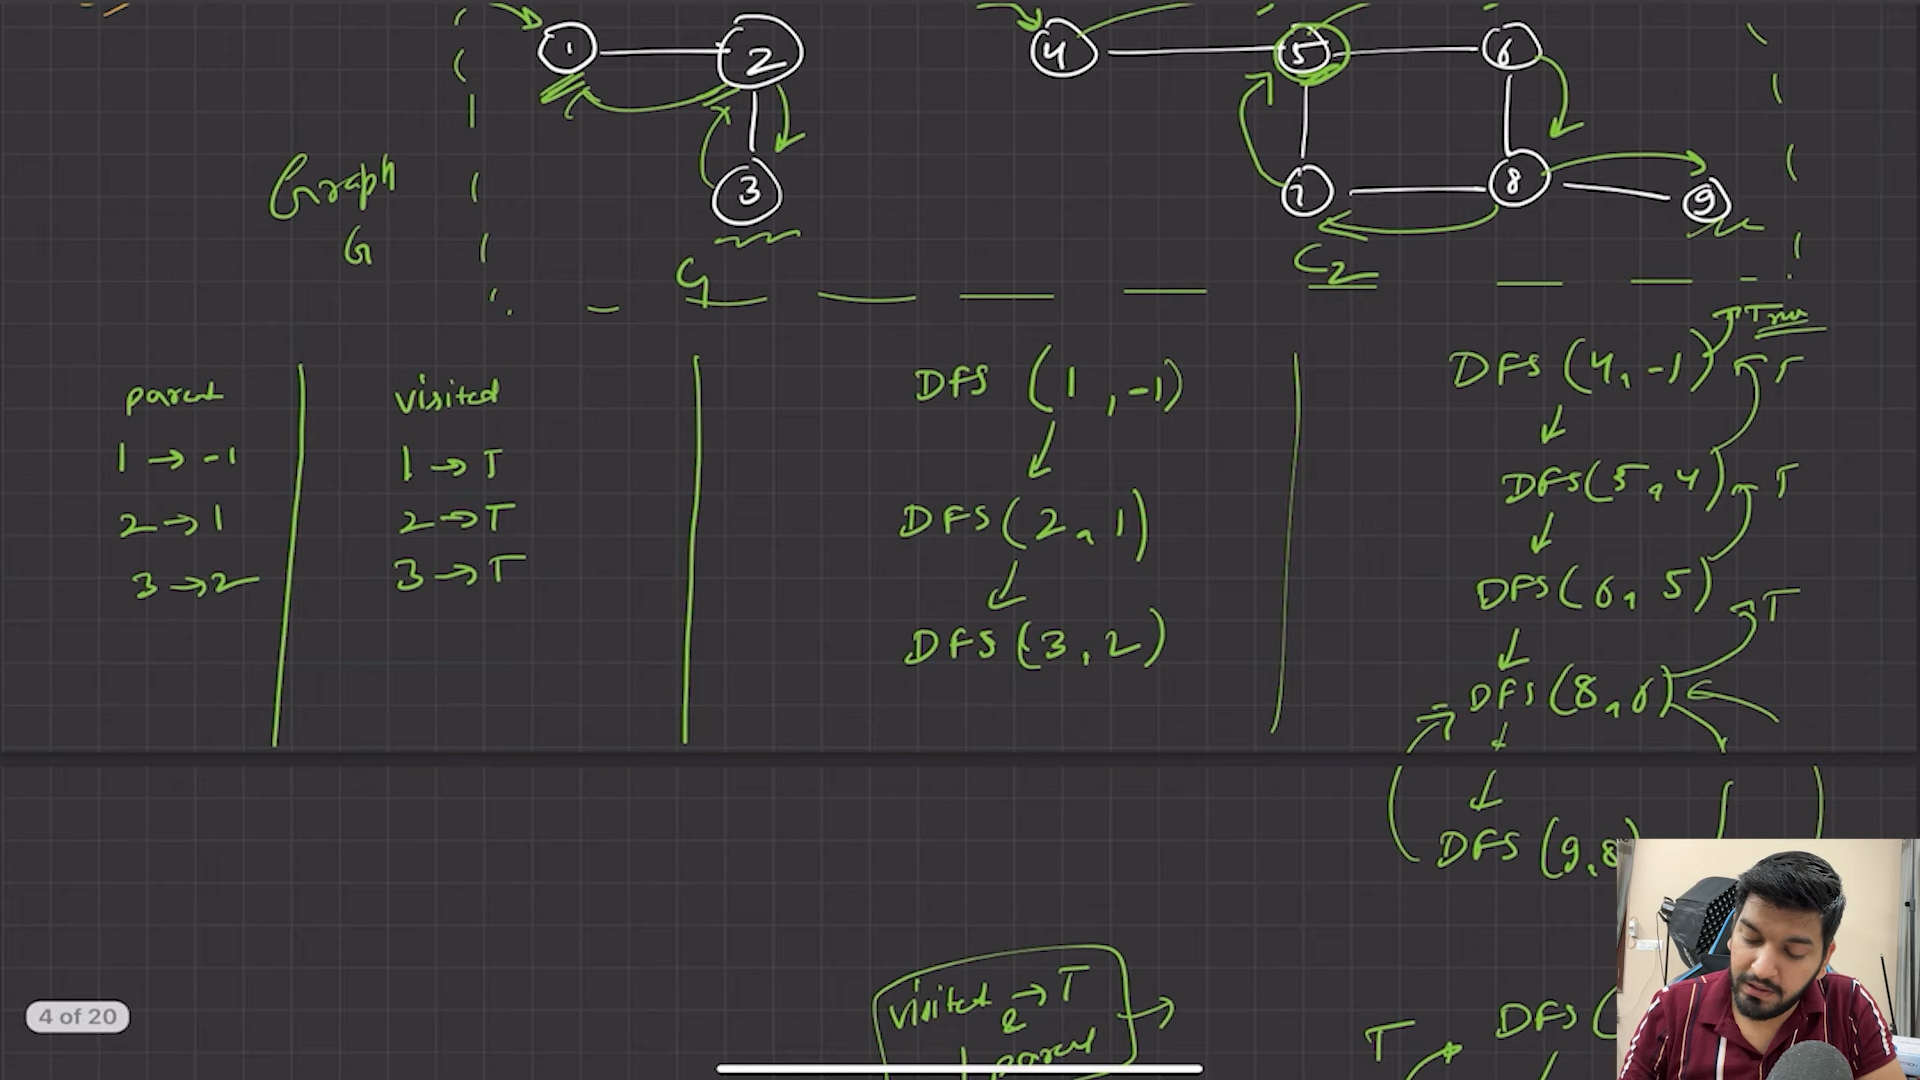 1 2 4 5 6
3 7 8 9
Graph
G
C1 C2
True
parent visited DFS (1, -1) DFS (4, -1) T
1 → -1 1 → T
2 → 1 2 → T DFS(2, 1) DFS(5, 4) T
3 → 2 3 → T DFS(6, 5) T
DFS(3, 2)
DFS(8, 6)
DFS(9, 8
visited → T
&
parent
T DFS (
4 of 20